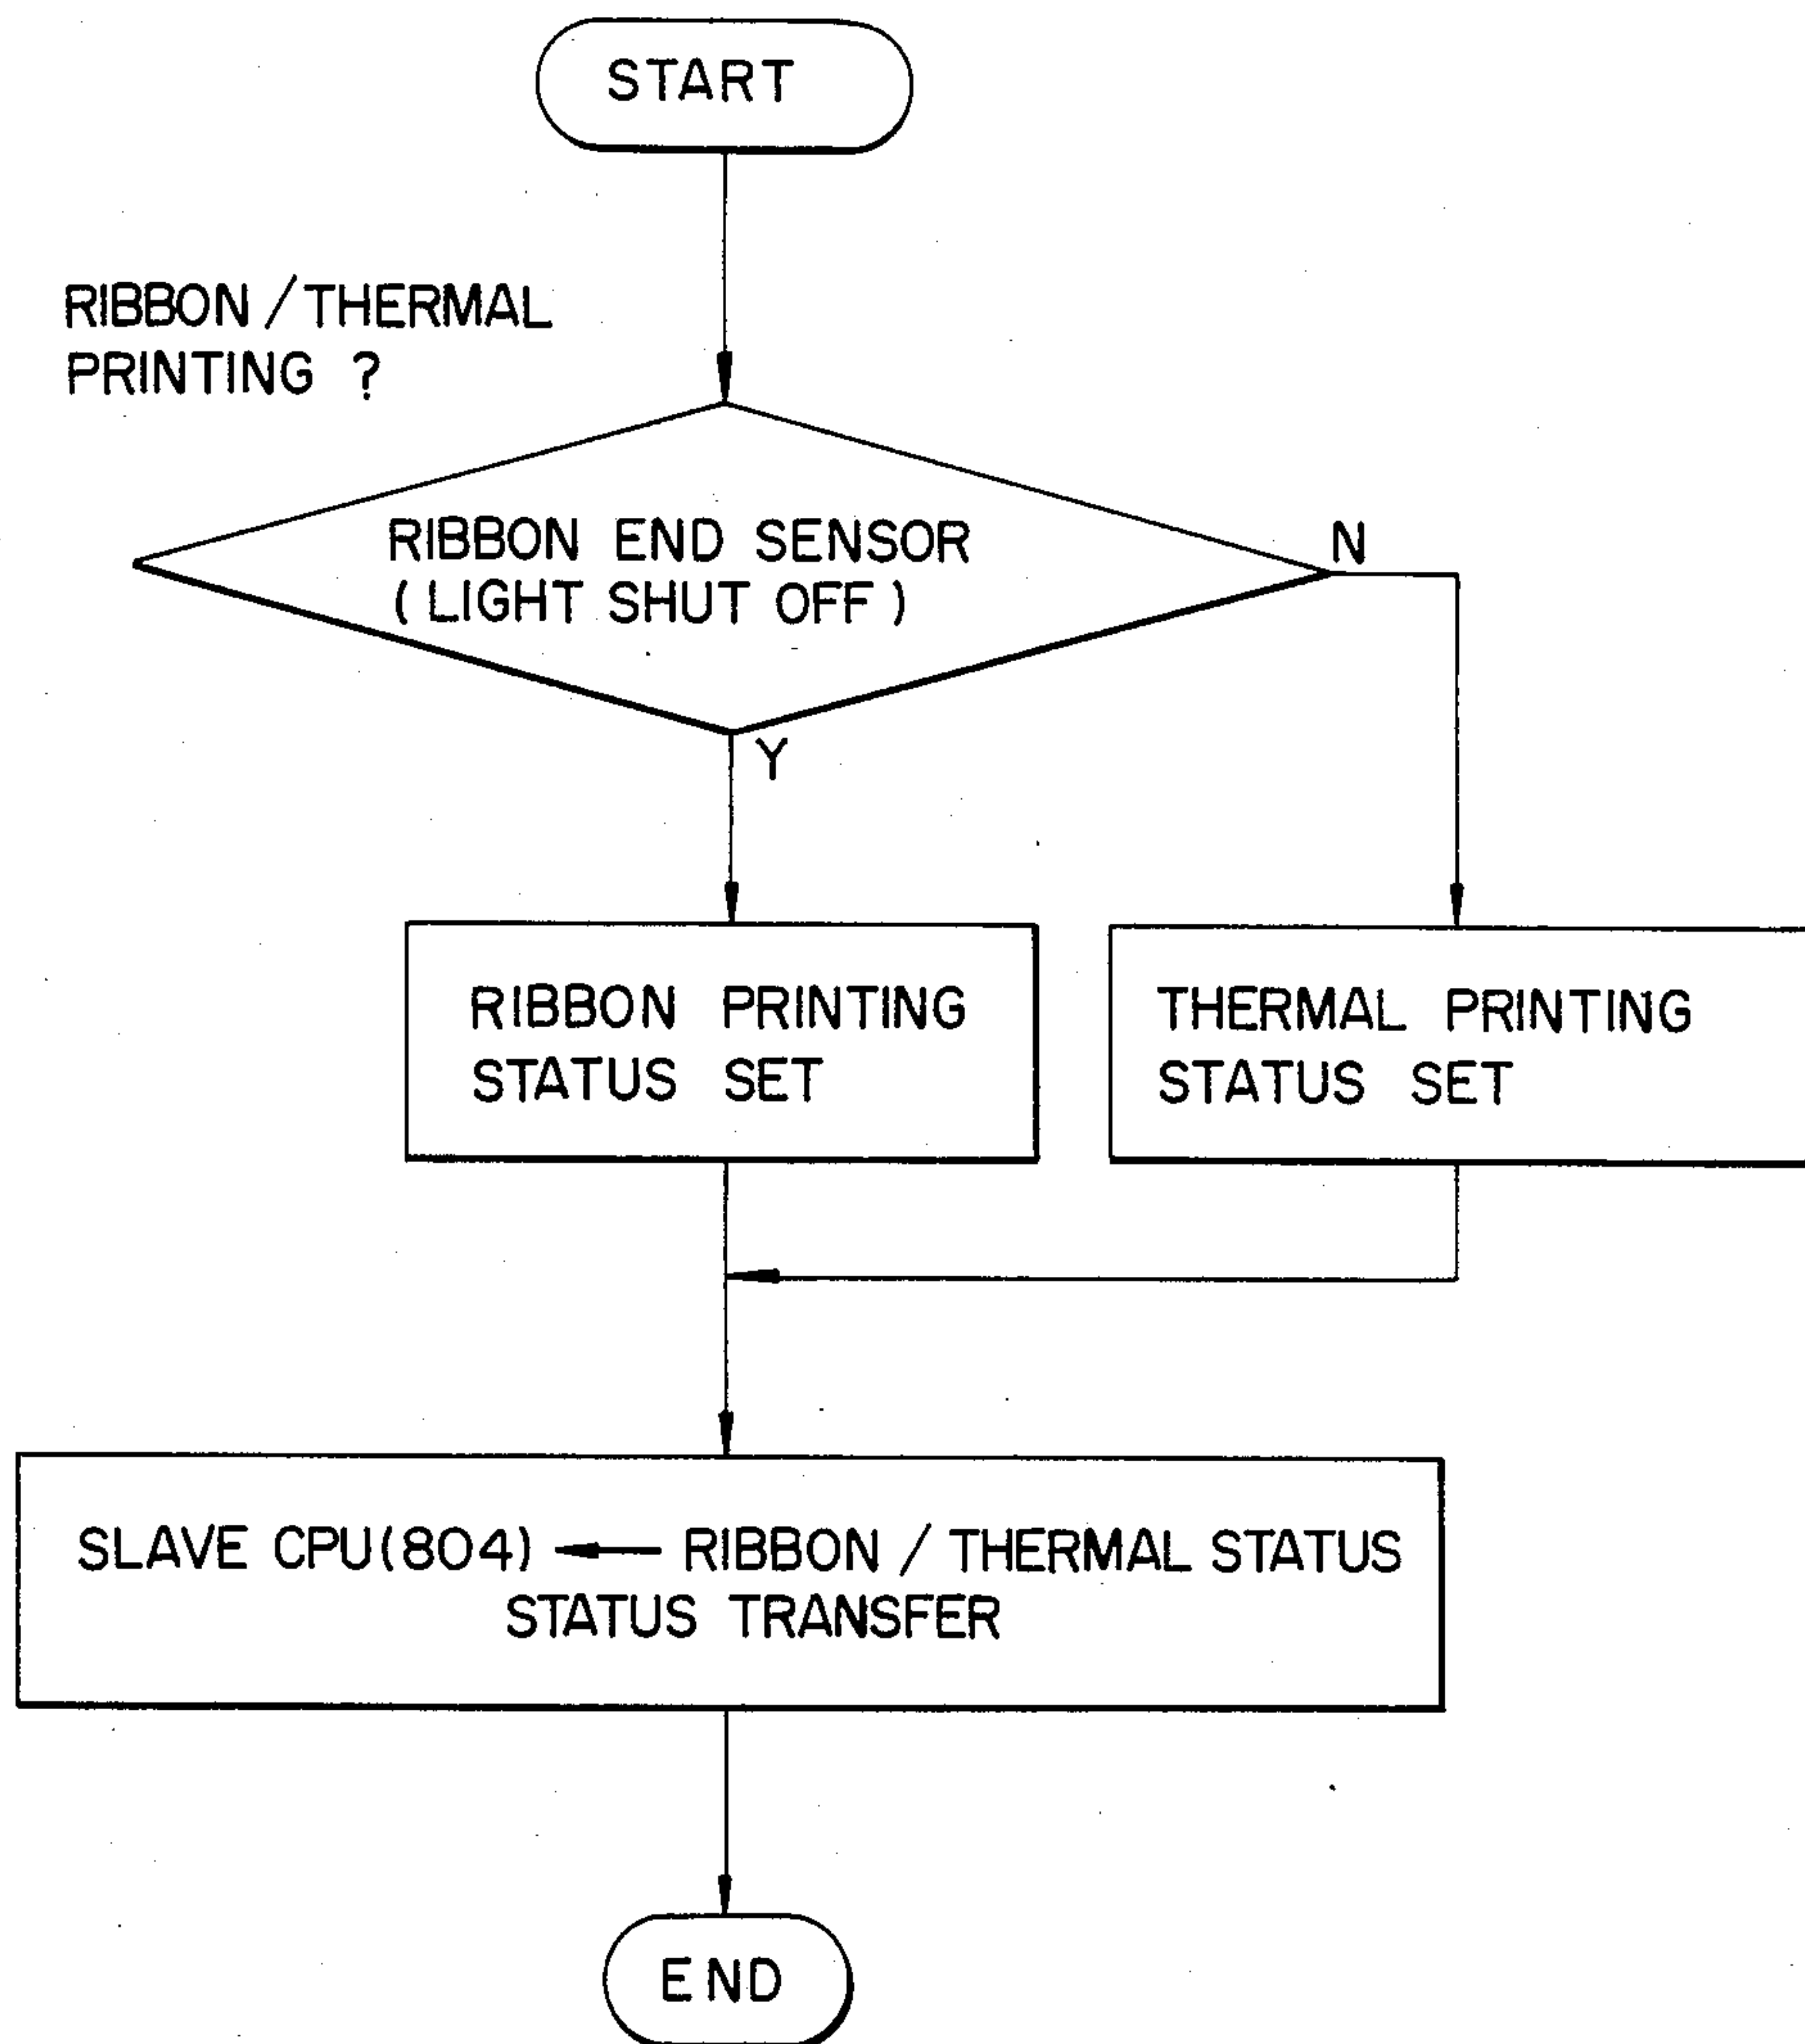 START
RIBBON / THERMAL
PRINTING ?
RIBBON END SENSOR
( LIGHT SHUT OFF )
N
Y
RIBBON PRINTING
STATUS SET
THERMAL PRINTING
STATUS SET
SLAVE CPU(804) ← RIBBON / THERMAL STATUS
STATUS TRANSFER
END